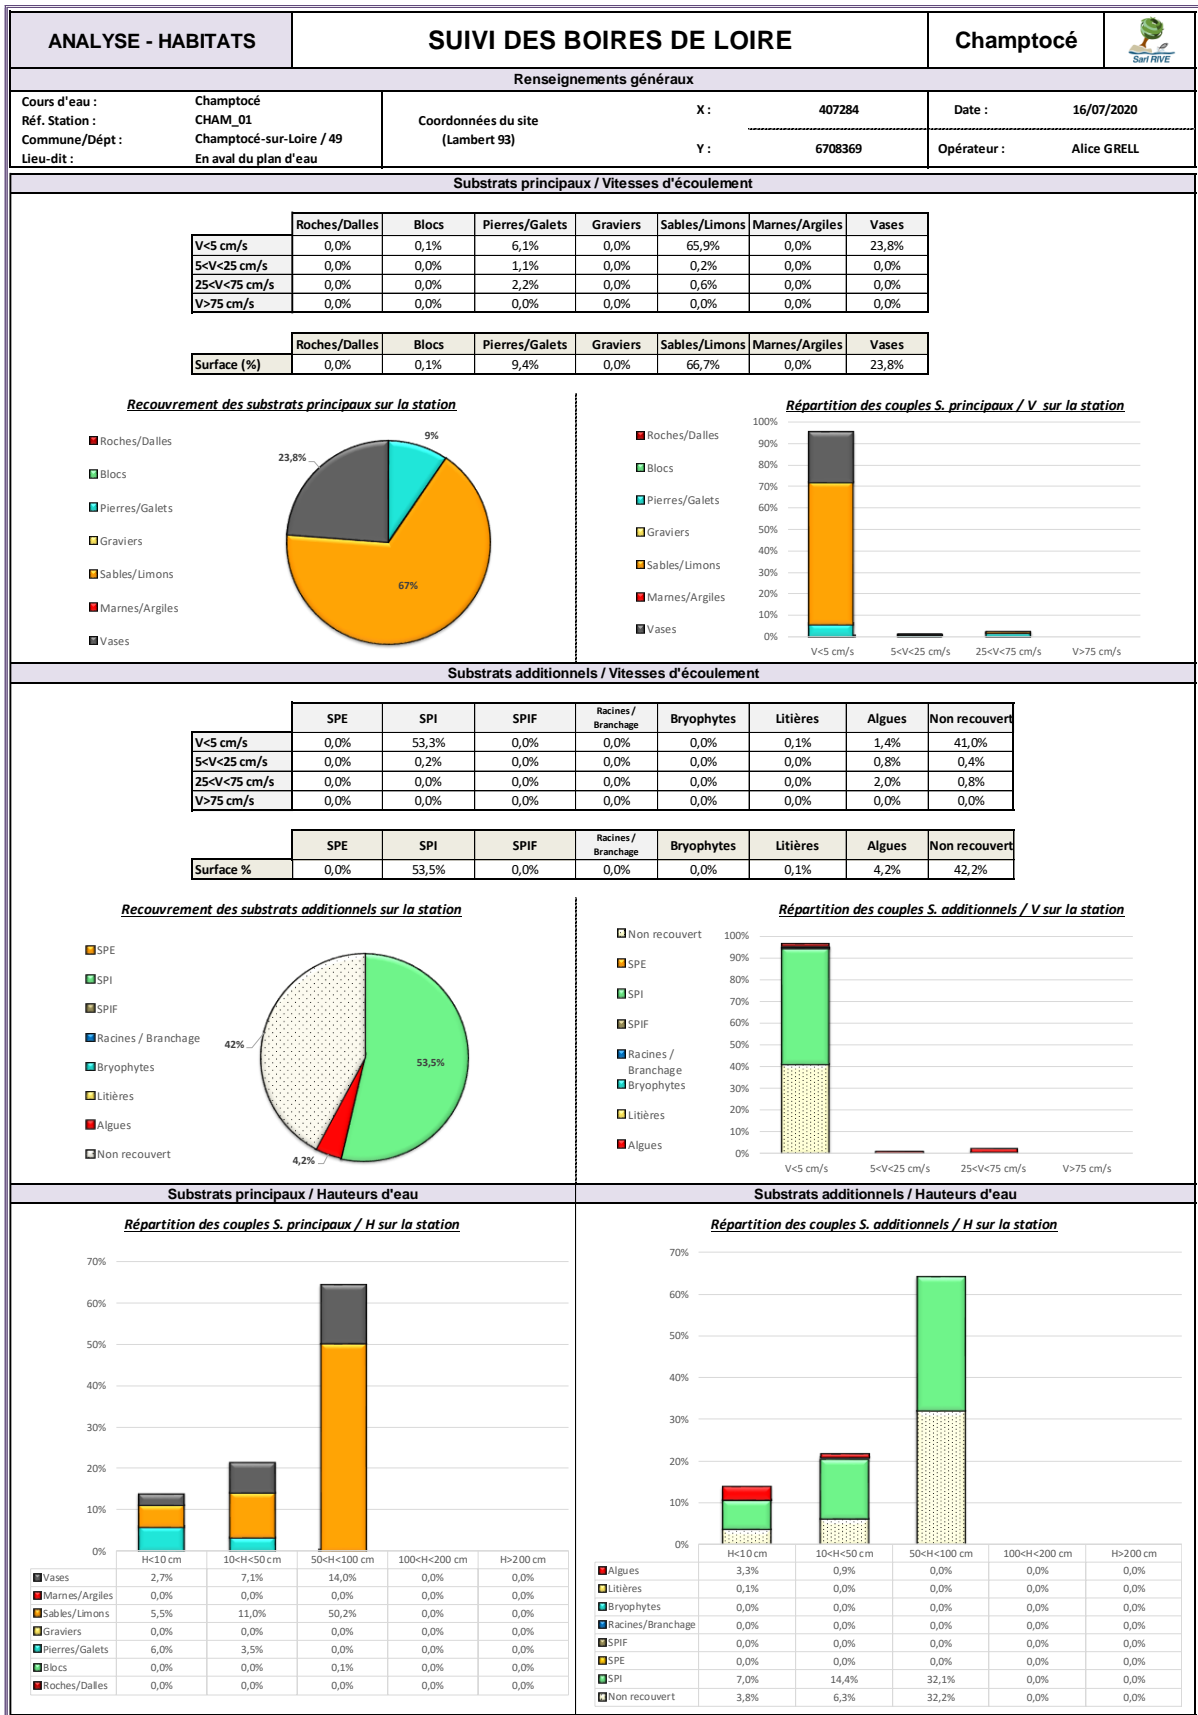 ANALYSE - HABITATS
SUIVI DES BOIRES DE LOIRE
Champtocé
Sarl RIVE
Renseignements généraux
Cours d'eau : Champtocé
Réf. Station : CHAM_01
Commune/Dépt : Champtocé-sur-Loire / 49
Lieu-dit : En aval du plan d'eau
Coordonnées du site
(Lambert 93)
X : 407284
Y : 6708369
Date : 16/07/2020
Opérateur : Alice GRELL
Substrats principaux / Vitesses d'écoulement
Roches/Dalles Blocs Pierres/Galets Graviers Sables/Limons Marnes/Argiles Vases
V<5 cm/s 0,0% 0,1% 6,1% 0,0% 65,9% 0,0% 23,8%
5<V<25 cm/s 0,0% 0,0% 1,1% 0,0% 0,2% 0,0% 0,0%
25<V<75 cm/s 0,0% 0,0% 2,2% 0,0% 0,6% 0,0% 0,0%
V>75 cm/s 0,0% 0,0% 0,0% 0,0% 0,0% 0,0% 0,0%
Roches/Dalles Blocs Pierres/Galets Graviers Sables/Limons Marnes/Argiles Vases
Surface (%) 0,0% 0,1% 9,4% 0,0% 66,7% 0,0% 23,8%
Recouvrement des substrats principaux sur la station
Roches/Dalles
Blocs
Pierres/Galets
Graviers
Sables/Limons
Marnes/Argiles
Vases
9%
23,8%
67%
Répartition des couples S. principaux / V sur la station
Roches/Dalles
Blocs
Pierres/Galets
Graviers
Sables/Limons
Marnes/Argiles
Vases
100%
90%
80%
70%
60%
50%
40%
30%
20%
10%
0%
V<5 cm/s 5<V<25 cm/s 25<V<75 cm/s V>75 cm/s
Substrats additionnels / Vitesses d'écoulement
SPE SPI SPIF Racines / Branchage Bryophytes Litières Algues Non recouvert
V<5 cm/s 0,0% 53,3% 0,0% 0,0% 0,0% 0,1% 1,4% 41,0%
5<V<25 cm/s 0,0% 0,2% 0,0% 0,0% 0,0% 0,0% 0,8% 0,4%
25<V<75 cm/s 0,0% 0,0% 0,0% 0,0% 0,0% 0,0% 2,0% 0,8%
V>75 cm/s 0,0% 0,0% 0,0% 0,0% 0,0% 0,0% 0,0% 0,0%
SPE SPI SPIF Racines / Branchage Bryophytes Litières Algues Non recouvert
Surface % 0,0% 53,5% 0,0% 0,0% 0,0% 0,1% 4,2% 42,2%
Recouvrement des substrats additionnels sur la station
SPE
SPI
SPIF
Racines / Branchage
Bryophytes
Litières
Algues
Non recouvert
42%
53,5%
4,2%
Répartition des couples S. additionnels / V sur la station
Non recouvert
SPE
SPI
SPIF
Racines /
Branchage
Bryophytes
Litières
Algues
100%
90%
80%
70%
60%
50%
40%
30%
20%
10%
0%
V<5 cm/s 5<V<25 cm/s 25<V<75 cm/s V>75 cm/s
Substrats principaux / Hauteurs d'eau
Répartition des couples S. principaux / H sur la station
70%
60%
50%
40%
30%
20%
10%
0%
H<10 cm 10<H<50 cm 50<H<100 cm 100<H<200 cm H>200 cm
Vases 2,7% 7,1% 14,0% 0,0% 0,0%
Marnes/Argiles 0,0% 0,0% 0,0% 0,0% 0,0%
Sables/Limons 5,5% 11,0% 50,2% 0,0% 0,0%
Graviers 0,0% 0,0% 0,0% 0,0% 0,0%
Pierres/Galets 6,0% 3,5% 0,0% 0,0% 0,0%
Blocs 0,0% 0,0% 0,1% 0,0% 0,0%
Roches/Dalles 0,0% 0,0% 0,0% 0,0% 0,0%
Substrats additionnels / Hauteurs d'eau
Répartition des couples S. additionnels / H sur la station
70%
60%
50%
40%
30%
20%
10%
0%
H<10 cm 10<H<50 cm 50<H<100 cm 100<H<200 cm H>200 cm
Algues 3,3% 0,9% 0,0% 0,0% 0,0%
Litières 0,1% 0,0% 0,0% 0,0% 0,0%
Bryophytes 0,0% 0,0% 0,0% 0,0% 0,0%
Racines/Branchage 0,0% 0,0% 0,0% 0,0% 0,0%
SPIF 0,0% 0,0% 0,0% 0,0% 0,0%
SPE 0,0% 0,0% 0,0% 0,0% 0,0%
SPI 7,0% 14,4% 32,1% 0,0% 0,0%
Non recouvert 3,8% 6,3% 32,2% 0,0% 0,0%